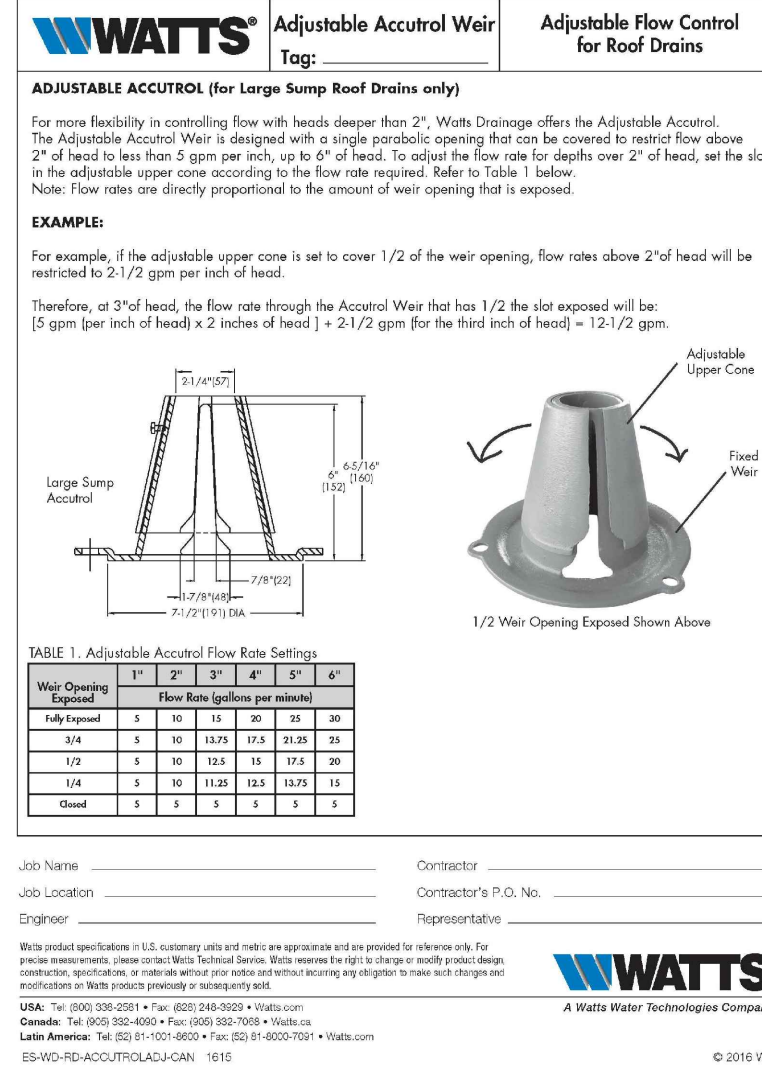 WATTS®
Adjustable Accutrol Weir
Tag:
Adjustable Flow Control
for Roof Drains
ADJUSTABLE ACCUTROL (for Large Sump Roof Drains only)
For more flexibility in controlling flow with heads deeper than 2", Watts Drainage offers the Adjustable Accutrol.
The Adjustable Accutrol Weir is designed with a single parabolic opening that can be covered to restrict flow above
2" of head to less than 5 gpm per inch, up to 6" of head. To adjust the flow rate for depths over 2" of head, set the slo
in the adjustable upper cone according to the flow rate required. Refer to Table 1 below.
Note: Flow rates are directly proportional to the amount of weir opening that is exposed.
EXAMPLE:
For example, if the adjustable upper cone is set to cover 1/2 of the weir opening, flow rates above 2"of head will be
restricted to 2-1/2 gpm per inch of head.
Therefore, at 3"of head, the flow rate through the Accutrol Weir that has 1/2 the slot exposed will be:
[5 gpm (per inch of head) x 2 inches of head ] + 2-1/2 gpm (for the third inch of head) = 12-1/2 gpm.
2-1/4"(57)
Large Sump
Accutrol
6"
(152)
6-5/16"
(160)
7/8"(22)
1-7/8"(48)
7-1/2"(191) DIA
Adjustable
Upper Cone
Fixed
Weir
1/2 Weir Opening Exposed Shown Above
TABLE 1. Adjustable Accutrol Flow Rate Settings
Weir Opening
Exposed
1" 2" 3" 4" 5" 6"
Flow Rate (gallons per minute)
Fully Exposed 5 10 15 20 25 30
3/4 5 10 13.75 17.5 21.25 25
1/2 5 10 12.5 15 17.5 20
1/4 5 10 11.25 12.5 13.75 15
Closed 5 5 5 5 5 5
Job Name
Contractor
Job Location
Contractor's P.O. No.
Engineer
Representative
Watts product specifications in U.S. customary units and metric are approximate and are provided for reference only. For
precise measurements, please contact Watts Technical Service. Watts reserves the right to change or modify product design,
construction, specifications, or materials without prior notice and without incurring any obligation to make such changes and
modifications on Watts products previously or subsequently sold.
WATTS
A Watts Water Technologies Compa
USA: Tel: (800) 338-2581 • Fax: (828) 248-3929 • Watts.com
Canada: Tel: (905) 332-4090 • Fax: (905) 332-7068 • Watts.ca
Latin America: Tel: (52) 81-1001-8600 • Fax: (52) 81-8000-7091 • Watts.com
ES-WD-RD-ACCUTROLADJ-CAN 1615
© 2016 W